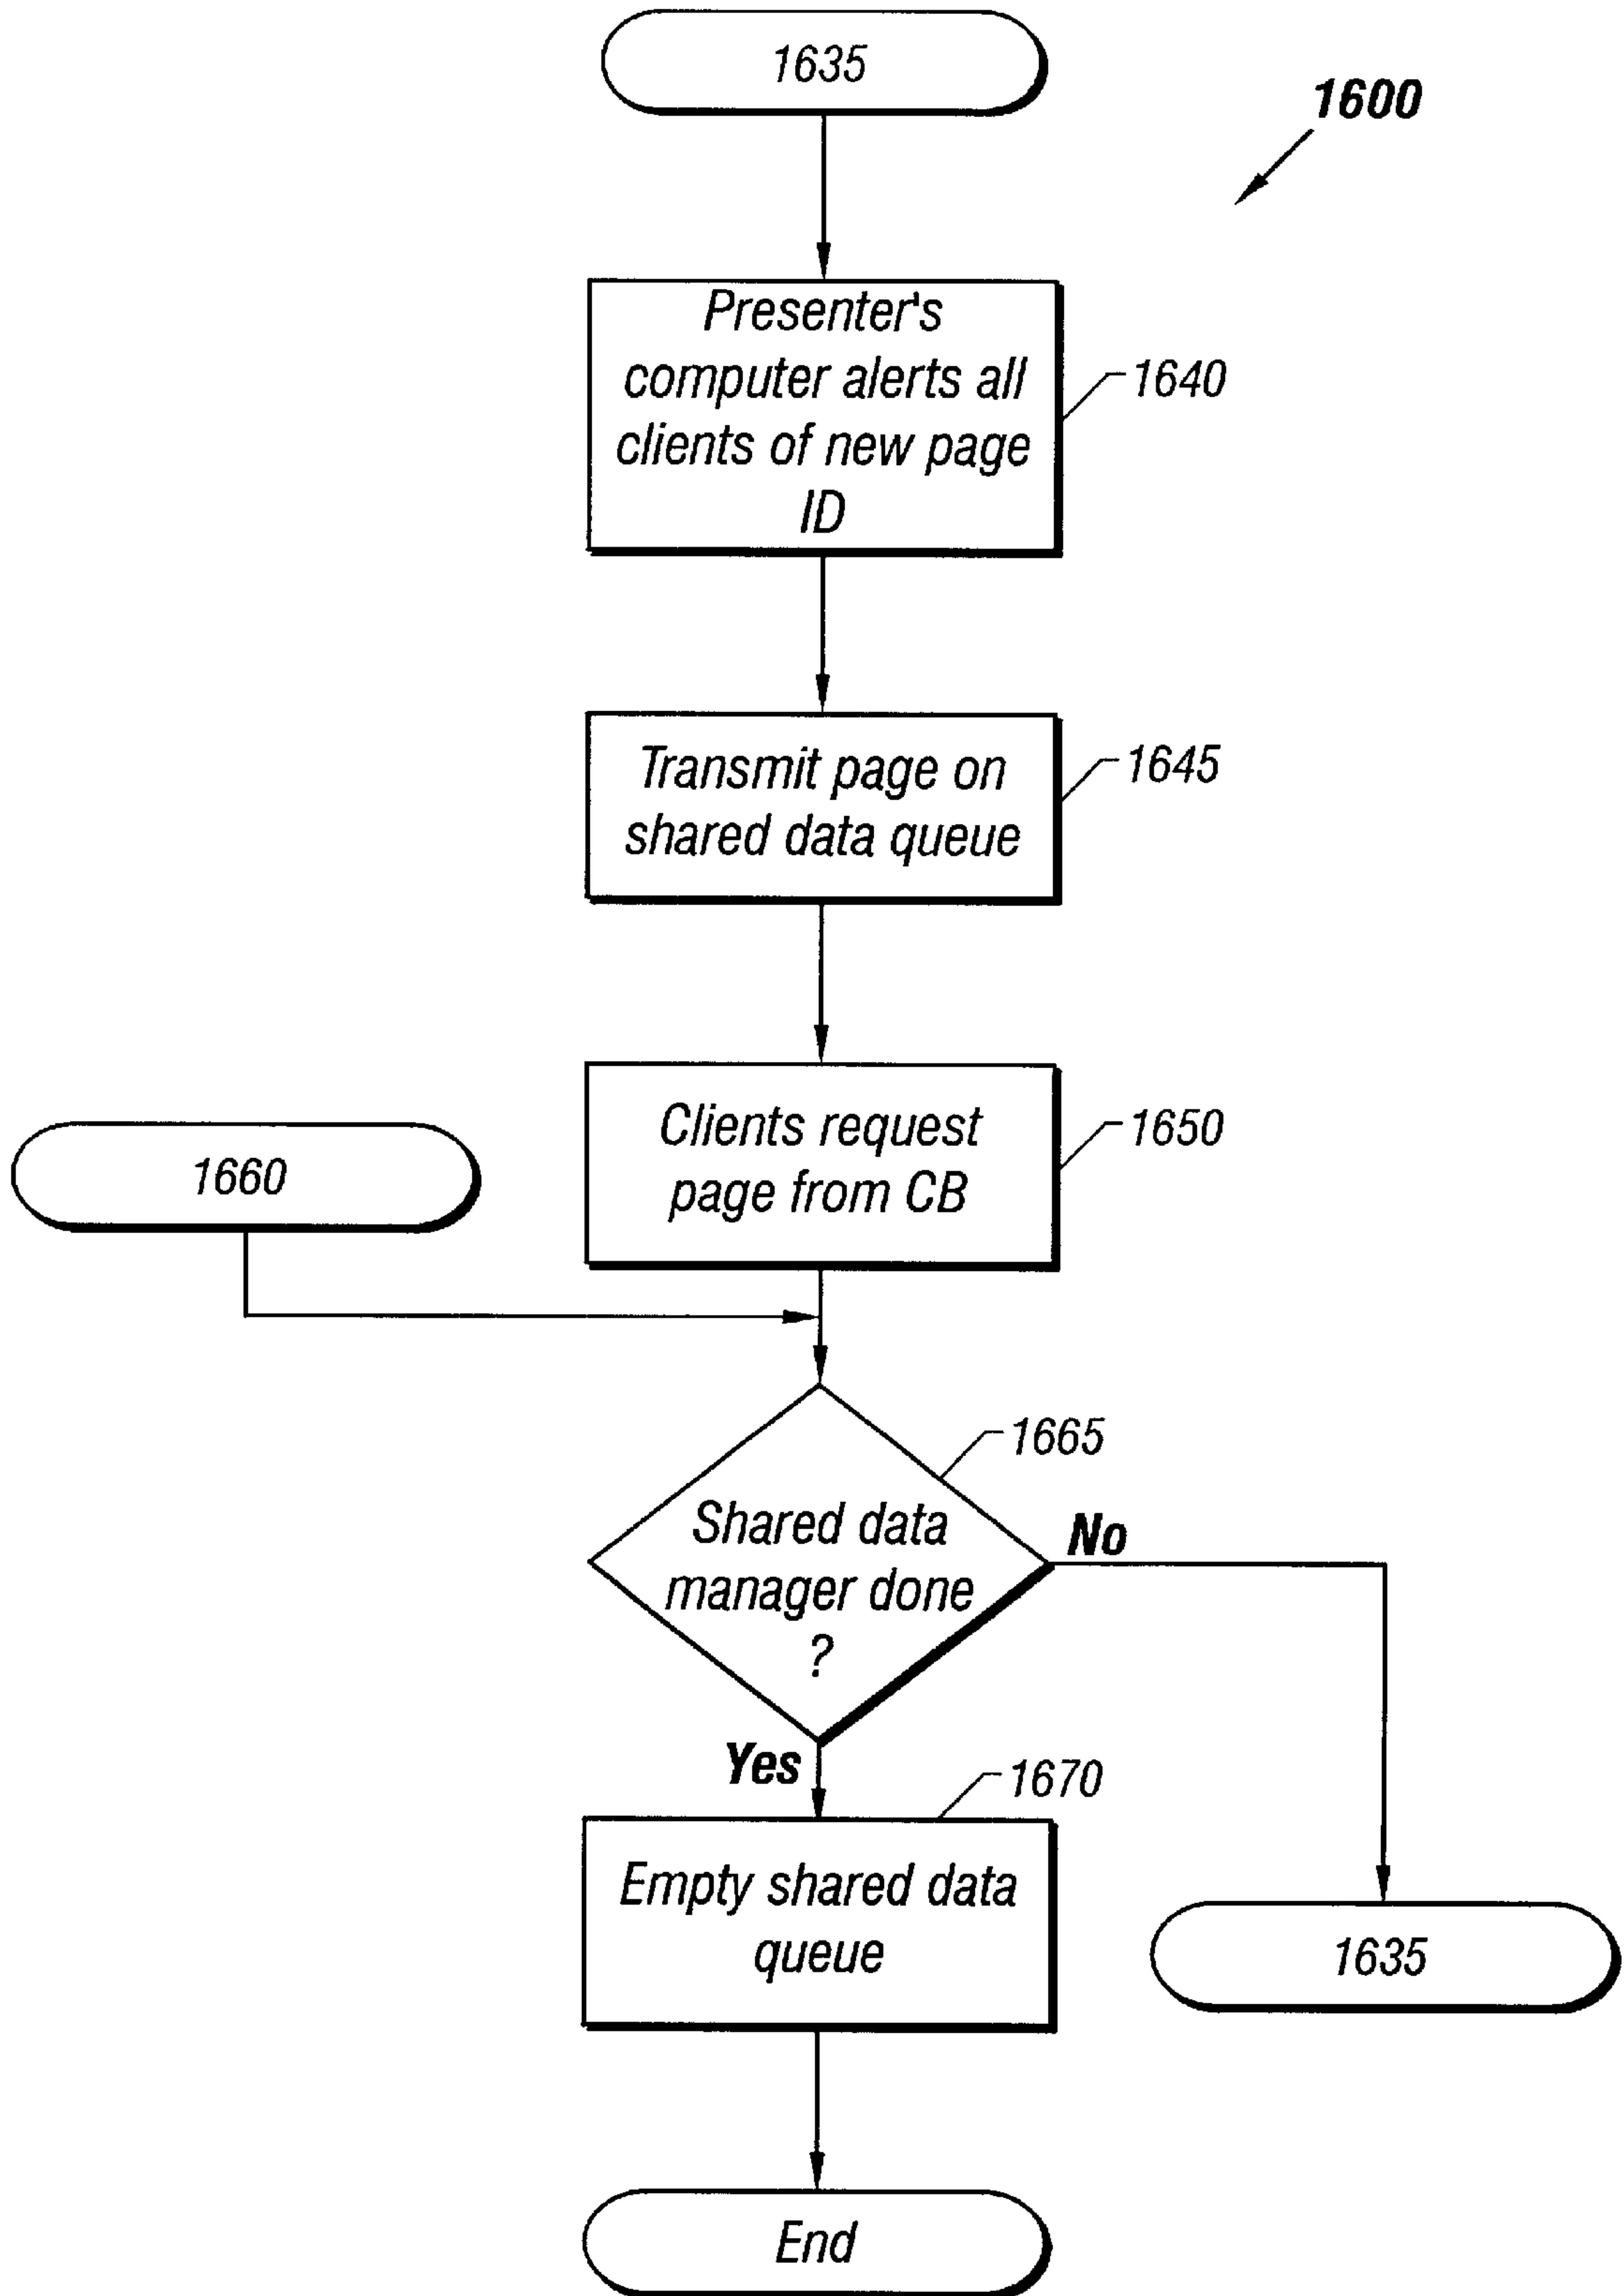 1635
1600
Presenter's
computer alerts all
clients of new page
ID
1640
Transmit page on
shared data queue
1645
Clients request
page from CB
1650
1660
1665
Shared data
manager done
?
No
Yes
1670
Empty shared data
queue
1635
End